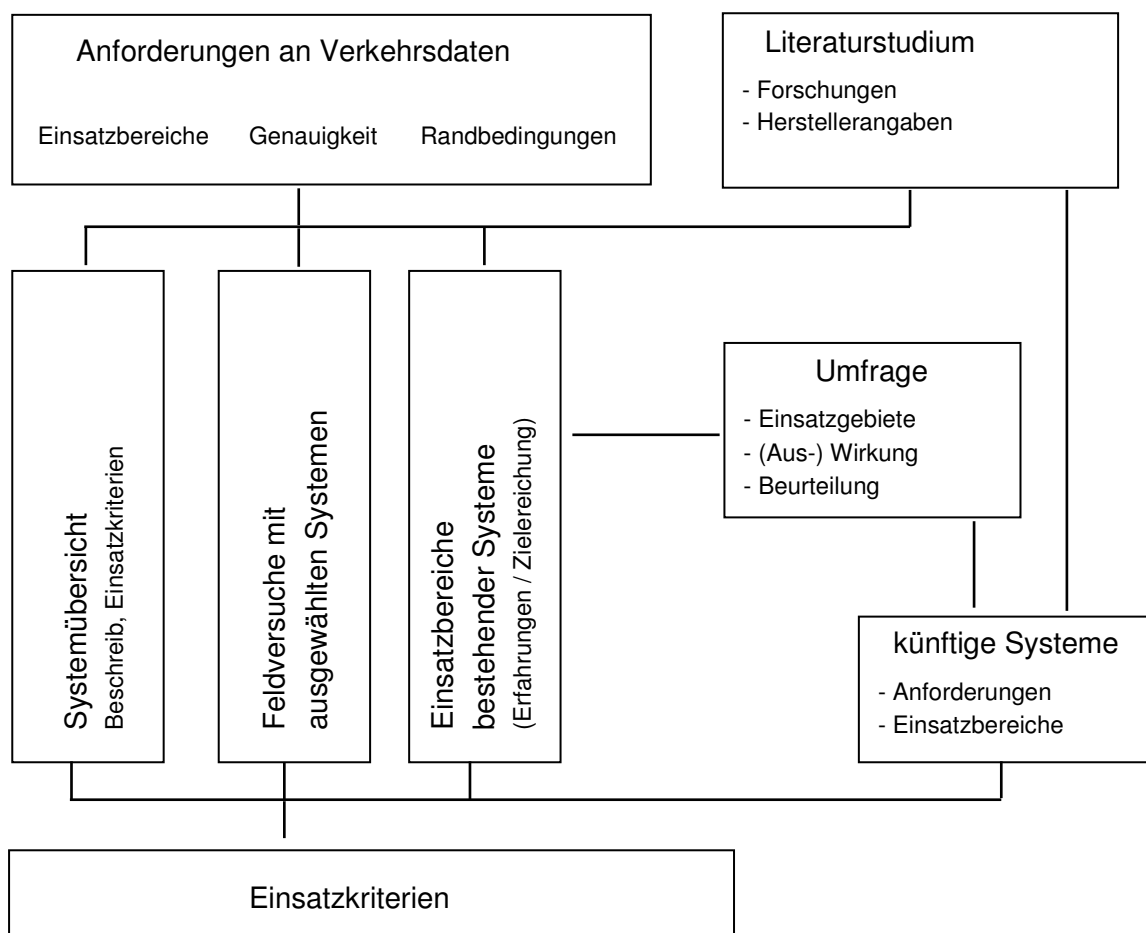 Anforderungen an Verkehrsdaten
Einsatzbereiche Genauigkeit Randbedingungen
Literaturstudium
- Forschungen
- Herstellerangaben
Systemübersicht
Beschreib, Einsatzkriterien
Feldversuche mit
ausgewählten Systemen
Einsatzbereiche
bestehender Systeme
(Erfahrungen / Zielereichung)
Umfrage
- Einsatzgebiete
- (Aus-) Wirkung
- Beurteilung
künftige Systeme
- Anforderungen
- Einsatzbereiche
Einsatzkriterien